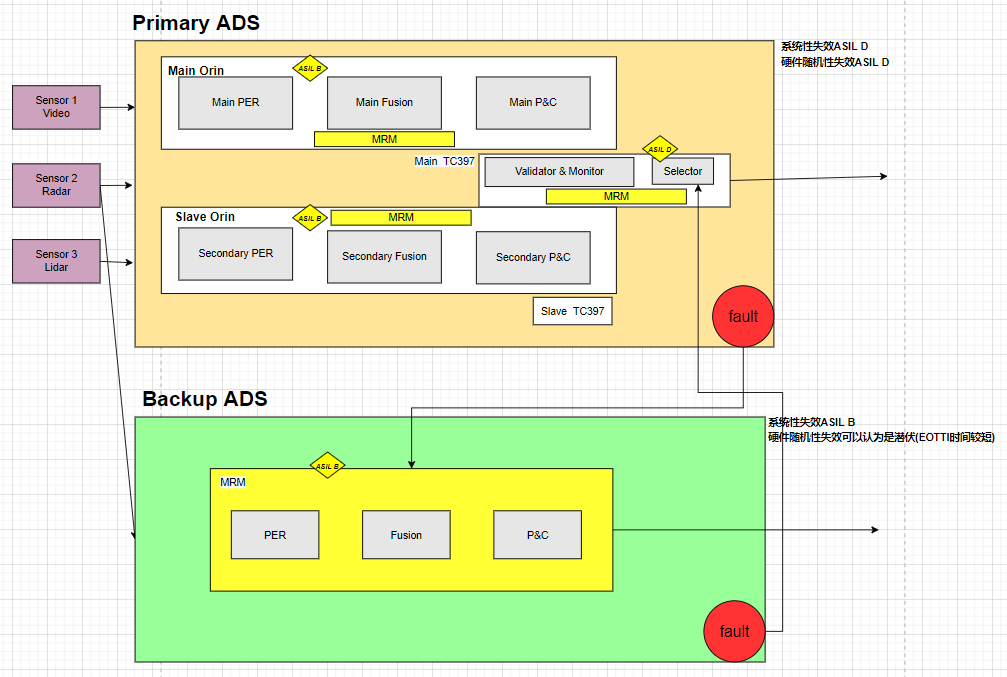 Primary ADS
系统性失效ASIL D
硬件随机性失效ASIL D
Sensor 1
Video
Sensor 2
Radar
Sensor 3
Lidar
Main Orin
ASIL B
Main PER
Main Fusion
Main P&C
MRM
Main TC397
ASIL D
Validator & Monitor
Selector
MRM
Slave Orin
ASIL B
MRM
Secondary PER
Secondary Fusion
Secondary P&C
Slave TC397
fault
Backup ADS
系统性失效ASIL B
硬件随机性失效可以认为是潜伏(EOTTI时间较短)
ASIL B
MRM
PER
Fusion
P&C
fault